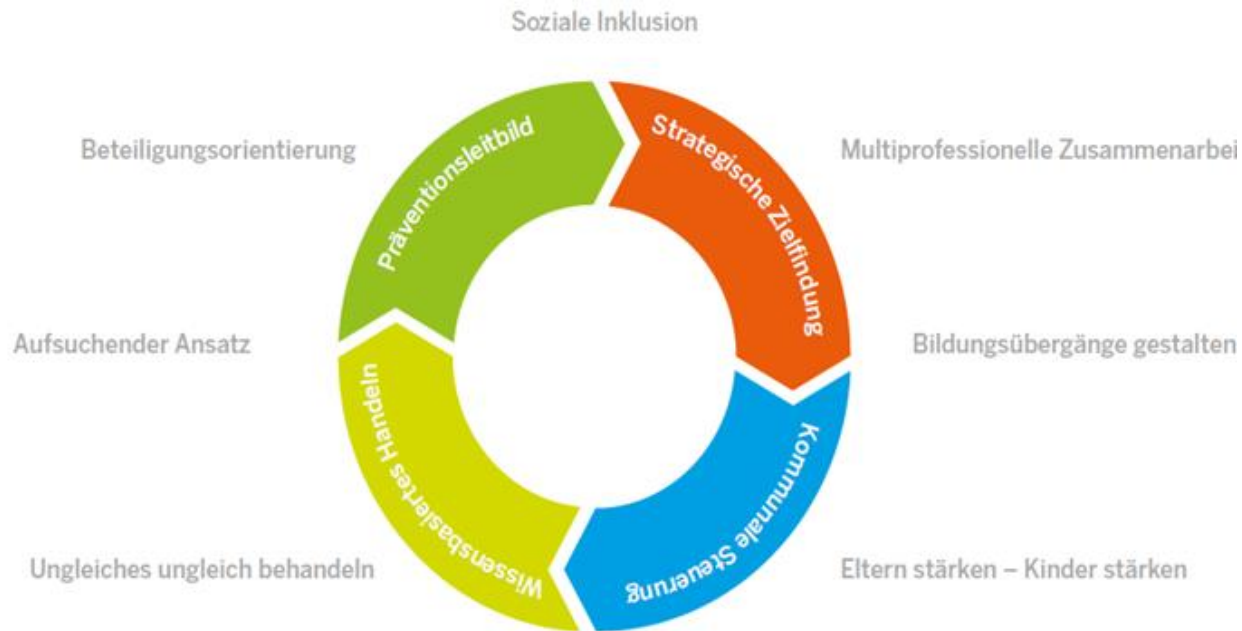 Soziale Inklusion
Beteiligungsorientierung
Multiprofessionelle Zusammenarbei
Präventionsleitbild
Strategische Zielfindung
Aufsuchender Ansatz
Bildungsübergänge gestalten
Wissensbasiertes Handeln
Kommunale Steuerung
Ungleiches ungleich behandeln
Eltern stärken – Kinder stärken